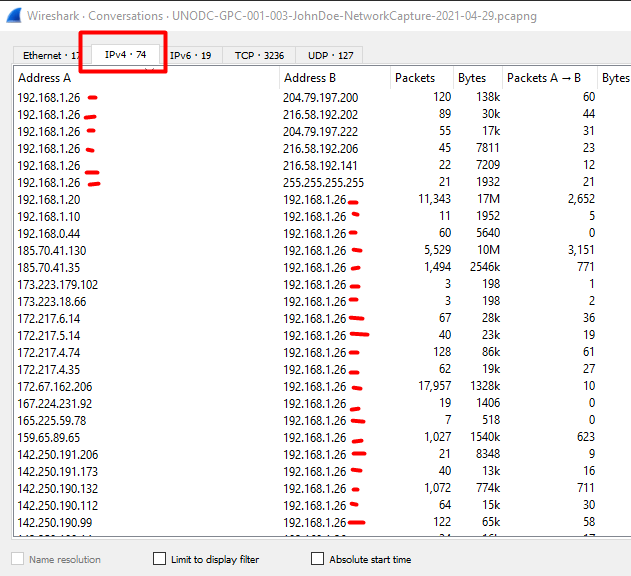 Wireshark · Conversations · UNODC-GPC-001-003-JohnDoe-NetworkCapture-2021-04-29.pcapng
Ethernet · 17 IPv4 · 74 IPv6 · 19 TCP · 3236 UDP · 127
Address A Address B Packets Bytes Packets A → B Bytes
192.168.1.26 204.79.197.200 120 138k 60
192.168.1.26 216.58.192.202 89 30k 44
192.168.1.26 204.79.197.222 55 17k 31
192.168.1.26 216.58.192.206 45 7811 23
192.168.1.26 216.58.192.141 22 7209 12
192.168.1.26 255.255.255.255 21 1932 21
192.168.1.20 192.168.1.26 11,343 17M 2,652
192.168.1.10 192.168.1.26 11 1952 5
192.168.0.44 192.168.1.26 60 5640 0
185.70.41.130 192.168.1.26 5,529 10M 3,151
185.70.41.35 192.168.1.26 1,494 2546k 771
173.223.179.102 192.168.1.26 3 198 1
173.223.18.66 192.168.1.26 3 198 2
172.217.6.14 192.168.1.26 67 28k 36
172.217.5.14 192.168.1.26 40 23k 19
172.217.4.74 192.168.1.26 128 86k 61
172.217.4.35 192.168.1.26 62 19k 27
172.67.162.206 192.168.1.26 17,957 1328k 10
167.224.231.92 192.168.1.26 19 1406 0
165.225.59.78 192.168.1.26 7 518 0
159.65.89.65 192.168.1.26 1,027 1540k 623
142.250.191.206 192.168.1.26 21 8348 9
142.250.191.173 192.168.1.26 40 13k 16
142.250.190.132 192.168.1.26 1,072 774k 711
142.250.190.112 192.168.1.26 64 15k 30
142.250.190.99 192.168.1.26 122 65k 58
Name resolution Limit to display filter Absolute start time